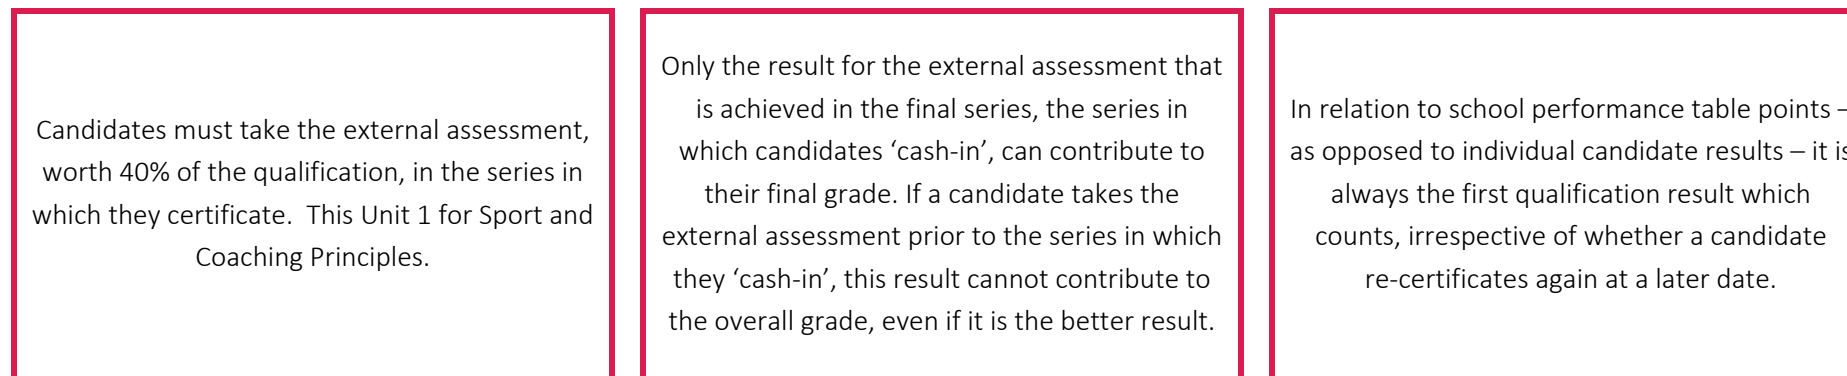 Candidates must take the external assessment,
worth 40% of the qualification, in the series in
which they certificate.  This Unit 1 for Sport and
Coaching Principles.
Only the result for the external assessment that
is achieved in the final series, the series in
which candidates ‘cash-in’, can contribute to
their final grade. If a candidate takes the
external assessment prior to the series in which
they ‘cash-in’, this result cannot contribute to
the overall grade, even if it is the better result.
In relation to school performance table points –
as opposed to individual candidate results – it is
always the first qualification result which
counts, irrespective of whether a candidate
re-certificates again at a later date.